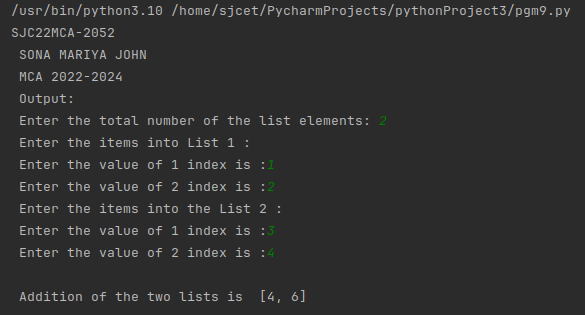 /usr/bin/python3.10 /home/sjcet/PycharmProjects/pythonProject3/pgm9.py
SJC22MCA-2052
SONA MARIYA JOHN
MCA 2022-2024
Output:
Enter the total number of the list elements: 2
Enter the items into List 1 :
Enter the value of 1 index is :1
Enter the value of 2 index is :2
Enter the items into the List 2 :
Enter the value of 1 index is :3
Enter the value of 2 index is :4
Addition of the two lists is  [4, 6]